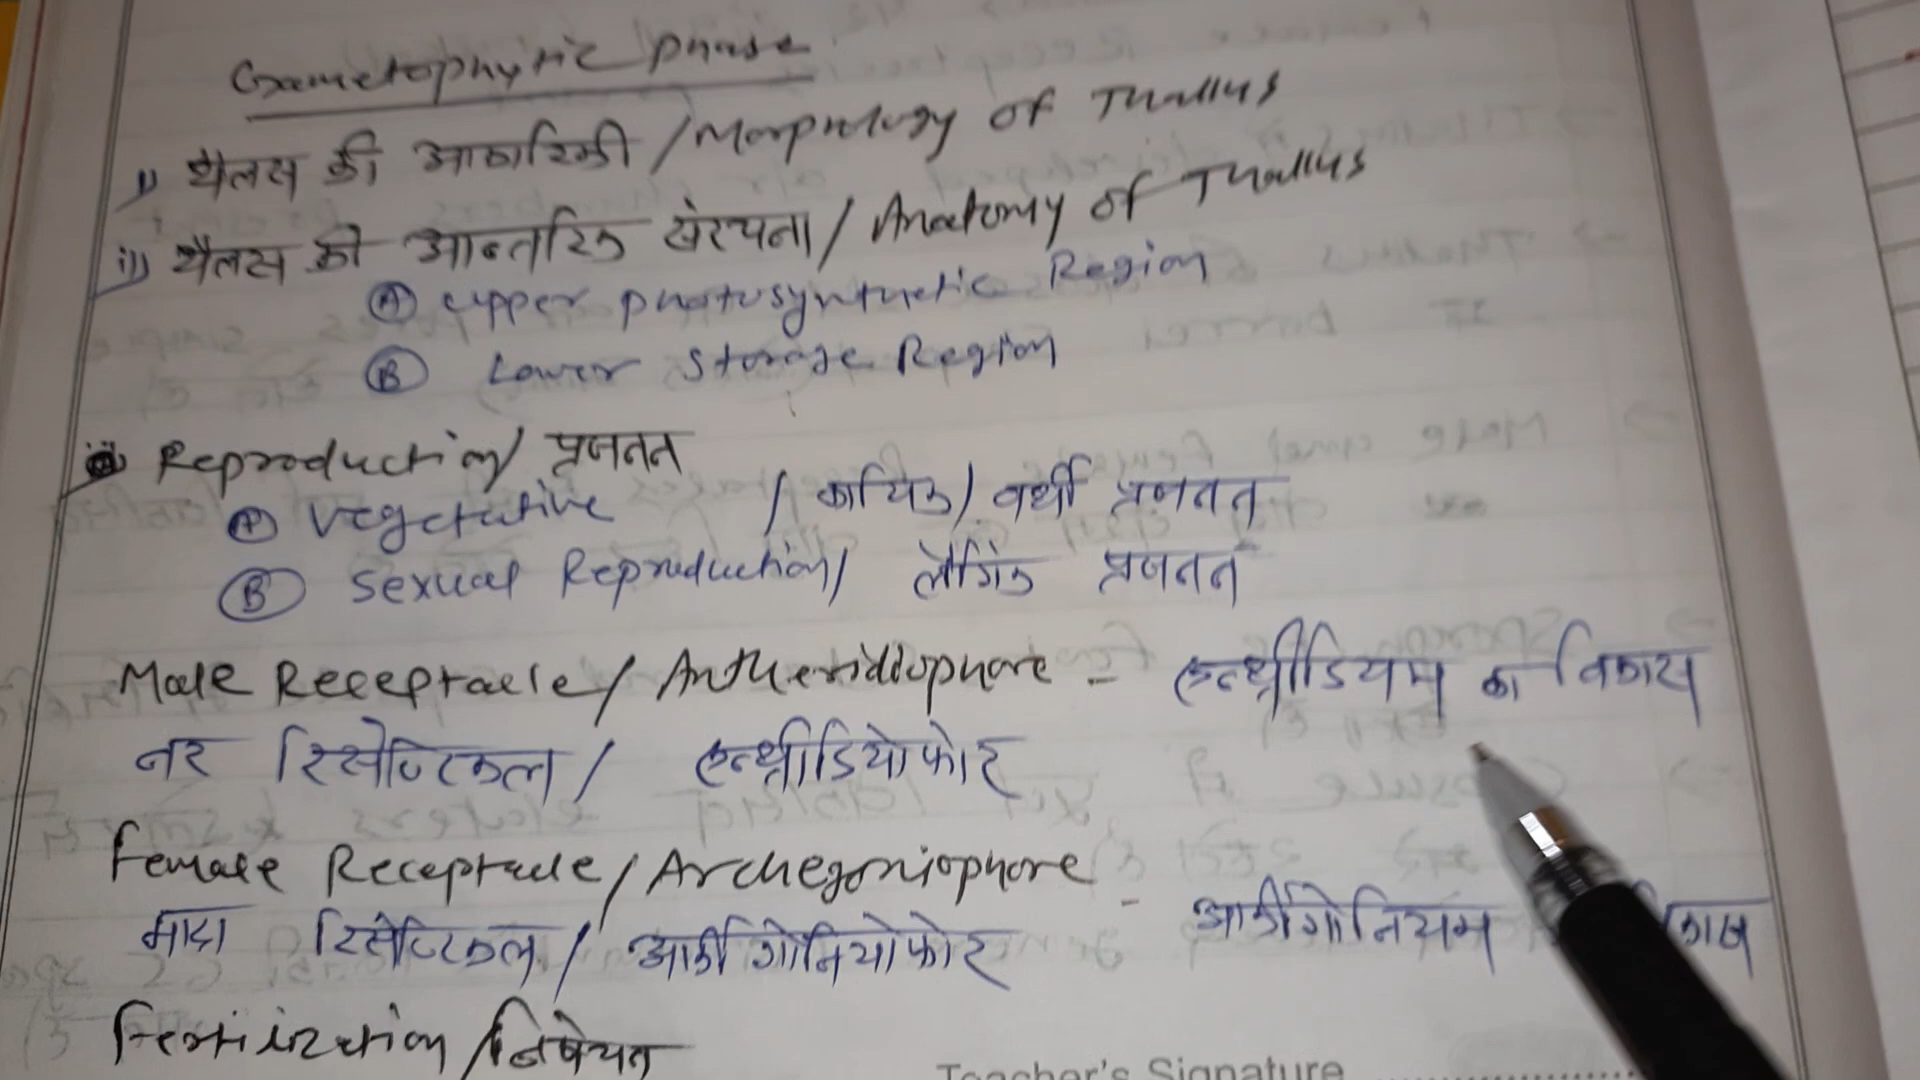 Gametophytic phase
i) थैलस की आकारिकी / Morphology of Thallus
ii) थैलस की आन्तरिक संरचना / Anatomy of Thallus
(A) upper photosynthetic Region
(B) Lower Storage Region
Reproduction / प्रजनन
(A) vegetative / कायिक / वर्धी प्रजनन
(B) Sexual Reproduction / लैंगिक प्रजनन
Male Receptacle / Antheridiophore - एन्थ्रीडियम का विकास
नर रिसेप्टिकल / एन्थ्रीडियोफोर
Female Receptacle / Archegoniophore - आर्कीगोनियम
मादा रिसेप्टिकल / आर्कीगोनियोफोर
Fertilization / निषेचन
Teacher's Signature